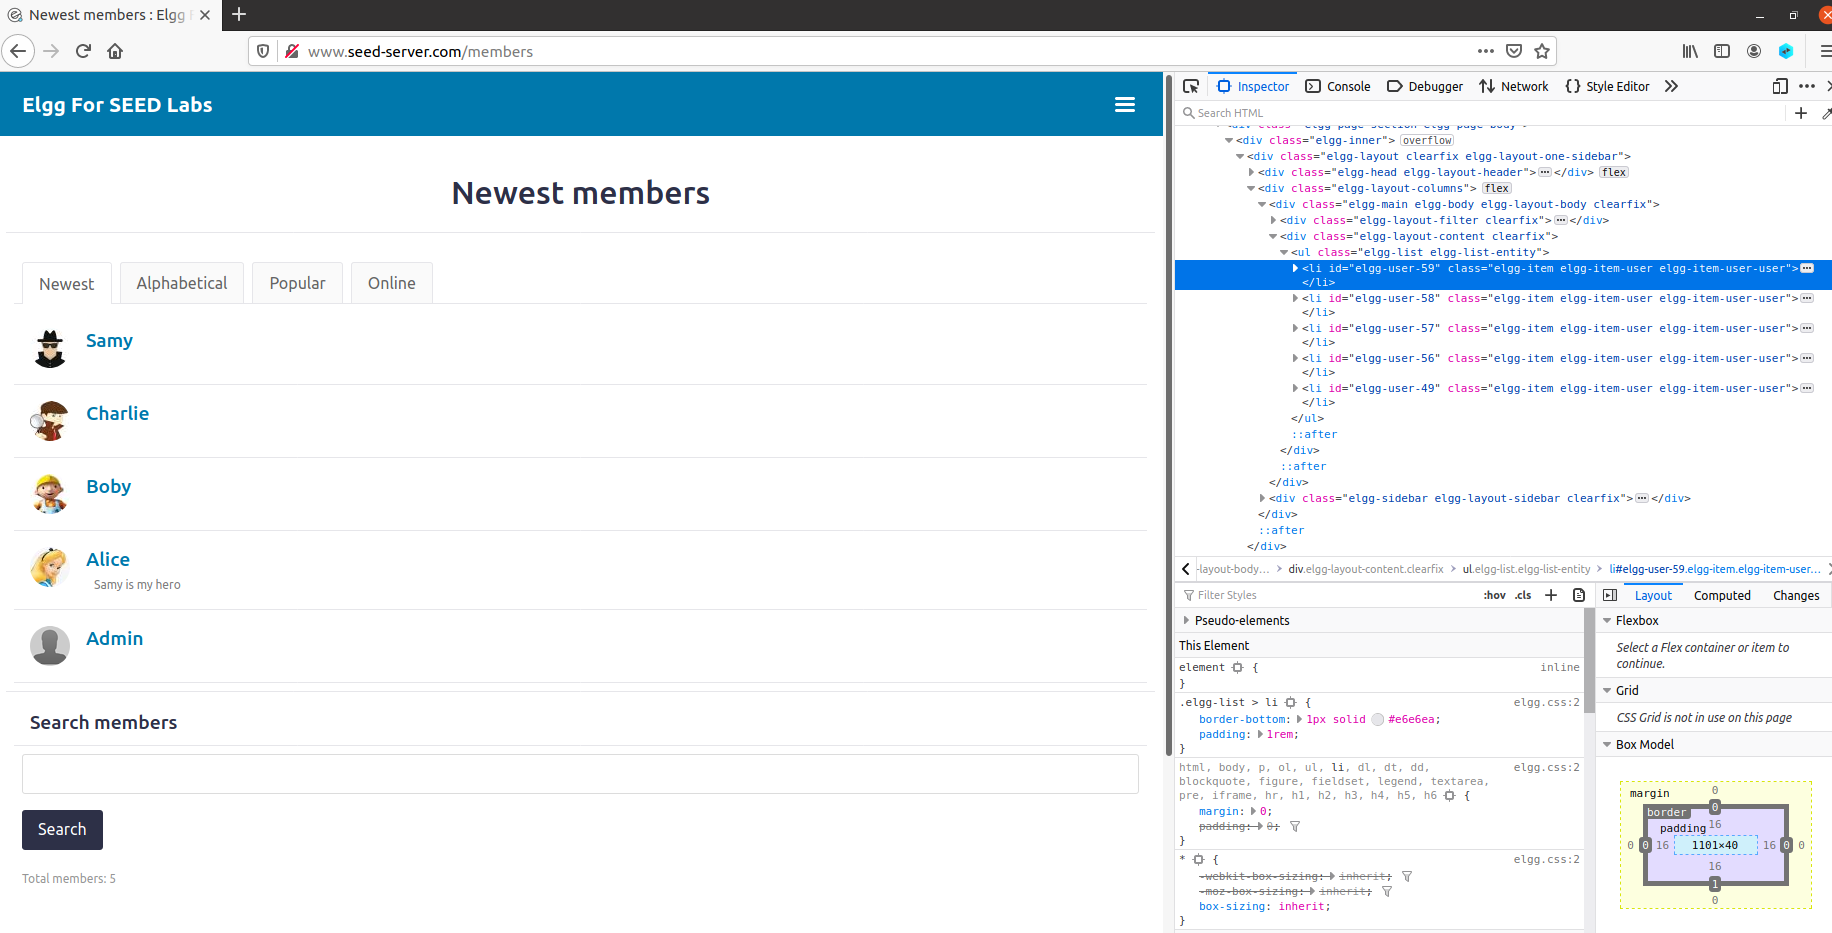 Newest members : Elgg f
www.seed-server.com/members
Elgg For SEED Labs
Newest members
Newest
Alphabetical
Popular
Online
Samy
Charlie
Boby
Alice
Samy is my hero
Admin
Search members
Search
Total members: 5
Inspector
Console
Debugger
Network
Style Editor
Search HTML
<div class="elgg-page-section elgg-page-body">
<div class="elgg-inner"> overflow
<div class="elgg-layout clearfix elgg-layout-one-sidebar">
<div class="elgg-head elgg-layout-header">⋯</div> flex
<div class="elgg-layout-columns"> flex
<div class="elgg-main elgg-body elgg-layout-body clearfix">
<div class="elgg-layout-filter clearfix">⋯</div>
<div class="elgg-layout-content clearfix">
<ul class="elgg-list elgg-list-entity">
<li id="elgg-user-59" class="elgg-item elgg-item-user elgg-item-user-user">⋯
</li>
<li id="elgg-user-58" class="elgg-item elgg-item-user elgg-item-user-user">⋯
</li>
<li id="elgg-user-57" class="elgg-item elgg-item-user elgg-item-user-user">⋯
</li>
<li id="elgg-user-56" class="elgg-item elgg-item-user elgg-item-user-user">⋯
</li>
<li id="elgg-user-49" class="elgg-item elgg-item-user elgg-item-user-user">⋯
</li>
</ul>
::after
</div>
::after
</div>
<div class="elgg-sidebar elgg-layout-sidebar clearfix">⋯</div>
</div>
::after
</div>
-layout-body… > div.elgg-layout-content.clearfix > ul.elgg-list.elgg-list-entity > li#elgg-user-59.elgg-item.elgg-item-user…
Filter Styles
:hov .cls
Pseudo-elements
This Element
element {
inline
}
.elgg-list > li {
elgg.css:2
border-bottom: 1px solid #e6e6ea;
padding: 1rem;
}
html, body, p, ol, ul, li, dl, dt, dd,
elgg.css:2
blockquote, figure, fieldset, legend, textarea,
pre, iframe, hr, h1, h2, h3, h4, h5, h6 {
margin: 0;
padding: 0;
}
* {
elgg.css:2
-webkit-box-sizing: inherit;
-moz-box-sizing: inherit;
box-sizing: inherit;
}
Layout
Computed
Changes
Flexbox
Select a Flex container or item to
continue.
Grid
CSS Grid is not in use on this page
Box Model
margin
0
border
0
padding
16
0 0 16 1101×40 16 0 0
16
1
0